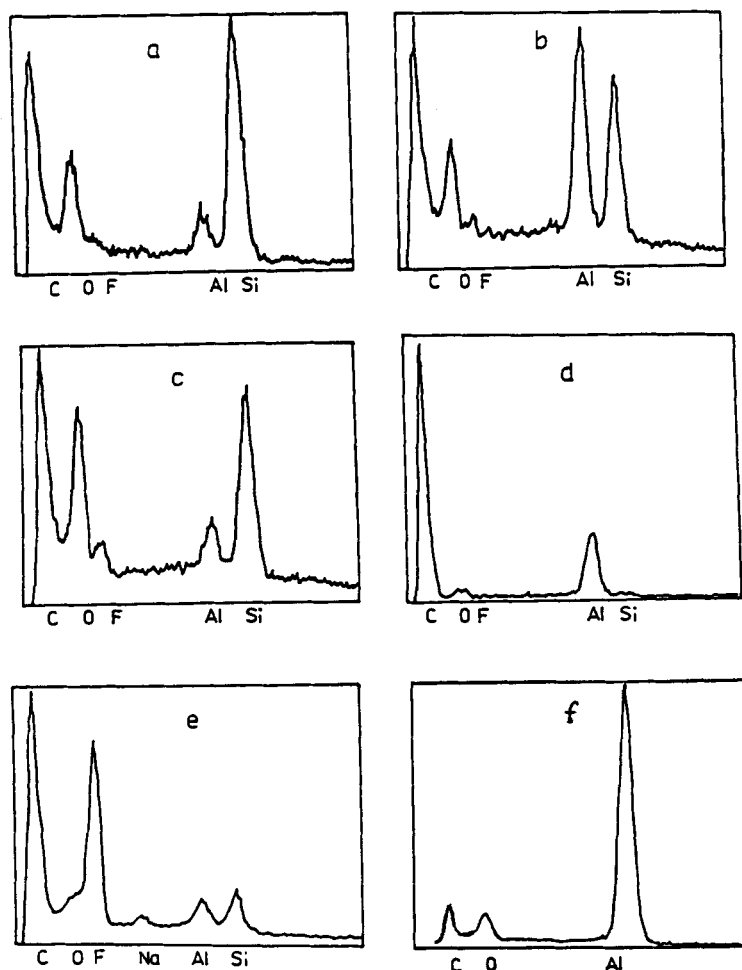 a
C O F Al Si
b
C O F Al Si
c
C O F Al Si
d
C O F Al Si
e
C O F Na Al Si
f
C O Al